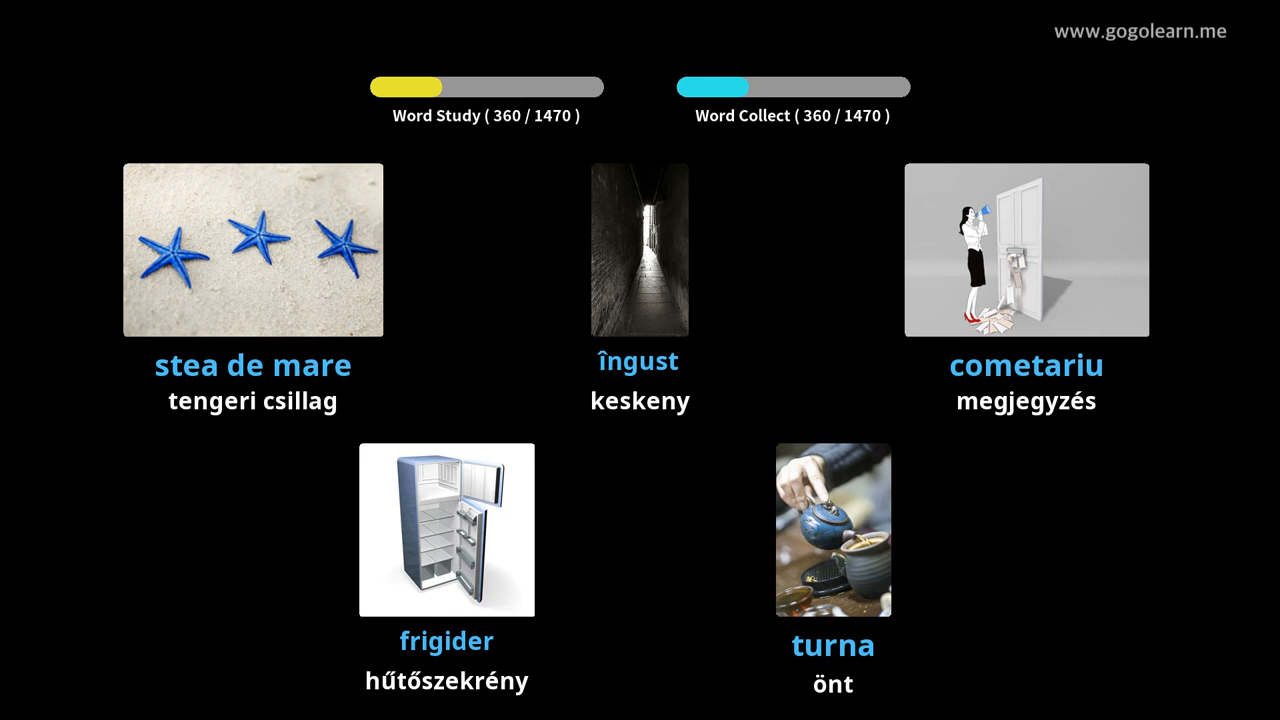 www.gogolearn.me
Word Study ( 360 / 1470 )
Word Collect ( 360 / 1470 )
stea de mare
tengeri csillag
îngust
keskeny
cometariu
megjegyzés
frigider
hűtőszekrény
turna
önt